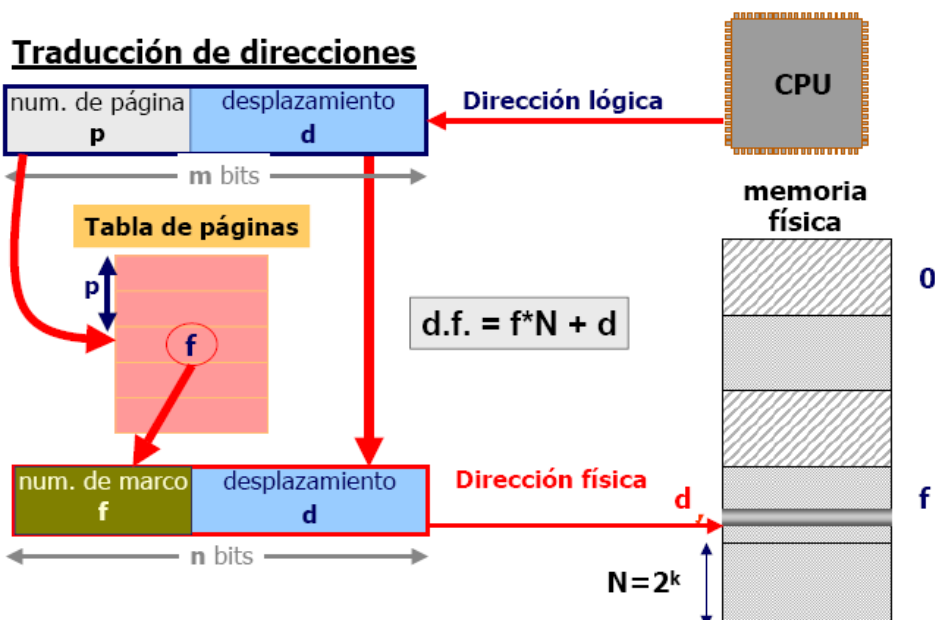 Traducción de direcciones
CPU
num. de página
p
desplazamiento
d
Dirección lógica
m bits
memoria
física
Tabla de páginas
p
f
0
d.f. = f*N + d
num. de marco
f
desplazamiento
d
Dirección física
d
f
n bits
N=2ᵏ